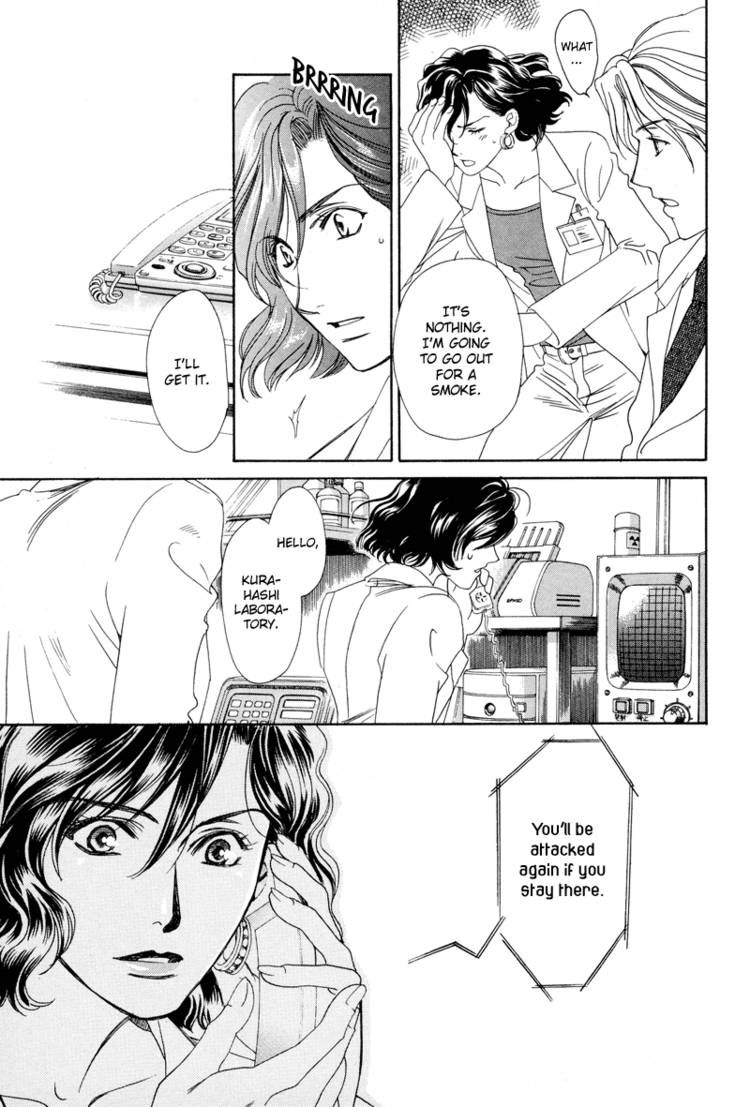 WHAT
...
IT'S
NOTHING.
I'M GOING
TO GO OUT
FOR A
SMOKE.
BRRRING
I'LL
GET IT.
HELLO,
KURA-
HASHI
LABORA-
TORY.
You'll be
attacked
again if you
stay there.